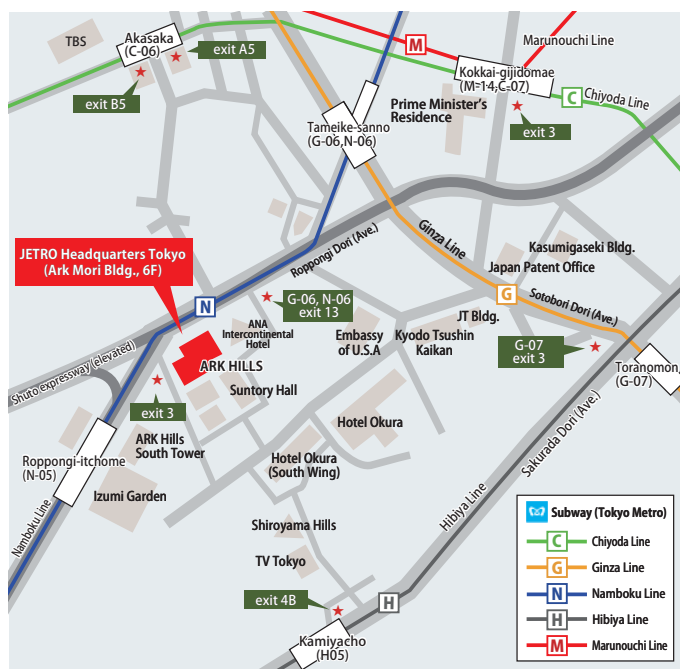 TBS
Akasaka
(C-06)
exit A5
exit B5
M
Marunouchi Line
Kokkai-gijidomae
(M-14,C-07)
C
Chiyoda Line
Prime Minister's
Residence
exit 3
Tameike-sanno
(G-06,N-06)
JETRO Headquarters Tokyo
(Ark Mori Bldg., 6F)
Roppongi Dori (Ave.)
Ginza Line
Kasumigaseki Bldg.
Japan Patent Office
G
Sotobori Dori (Ave.)
N
G-06, N-06
exit 13
ANA
Intercontinental
Hotel
Embassy
of U.S.A
Kyodo Tsushin
Kaikan
JT Bldg.
G-07
exit 3
Toranomon
(G-07)
Shuto expressway (elevated)
ARK HILLS
Suntory Hall
exit 3
ARK Hills
South Tower
Hotel Okura
Sakurada Dori (Ave.)
Roppongi-itchome
(N-05)
Izumi Garden
Hotel Okura
(South Wing)
Hibiya Line
Namboku Line
Shiroyama Hills
TV Tokyo
exit 4B
H
Kamiyacho
(H05)
Subway (Tokyo Metro)
C Chiyoda Line
G Ginza Line
N Namboku Line
H Hibiya Line
M Marunouchi Line